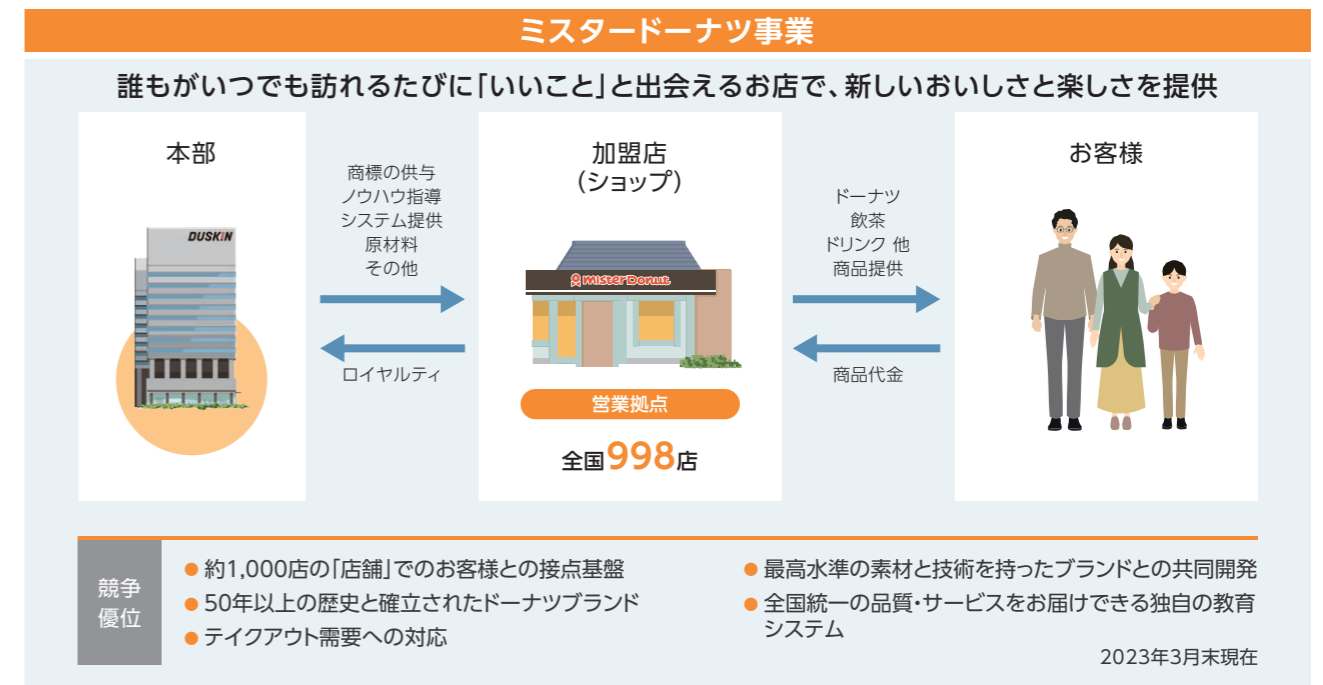 ミスタードーナツ事業
誰もがいつでも訪れるたびに「いいこと」と出会えるお店で、新しいおいしさと楽しさを提供
本部
DUSKIN
商標の供与
ノウハウ指導
システム提供
原材料
その他
ロイヤルティ
加盟店
(ショップ)
Mister Donut
営業拠点
全国998店
ドーナツ
飲茶
ドリンク 他
商品提供
商品代金
お客様
競争
優位
● 約1,000店の「店舗」でのお客様との接点基盤
● 50年以上の歴史と確立されたドーナツブランド
● テイクアウト需要への対応
● 最高水準の素材と技術を持ったブランドとの共同開発
● 全国統一の品質・サービスをお届けできる独自の教育
システム
2023年3月末現在